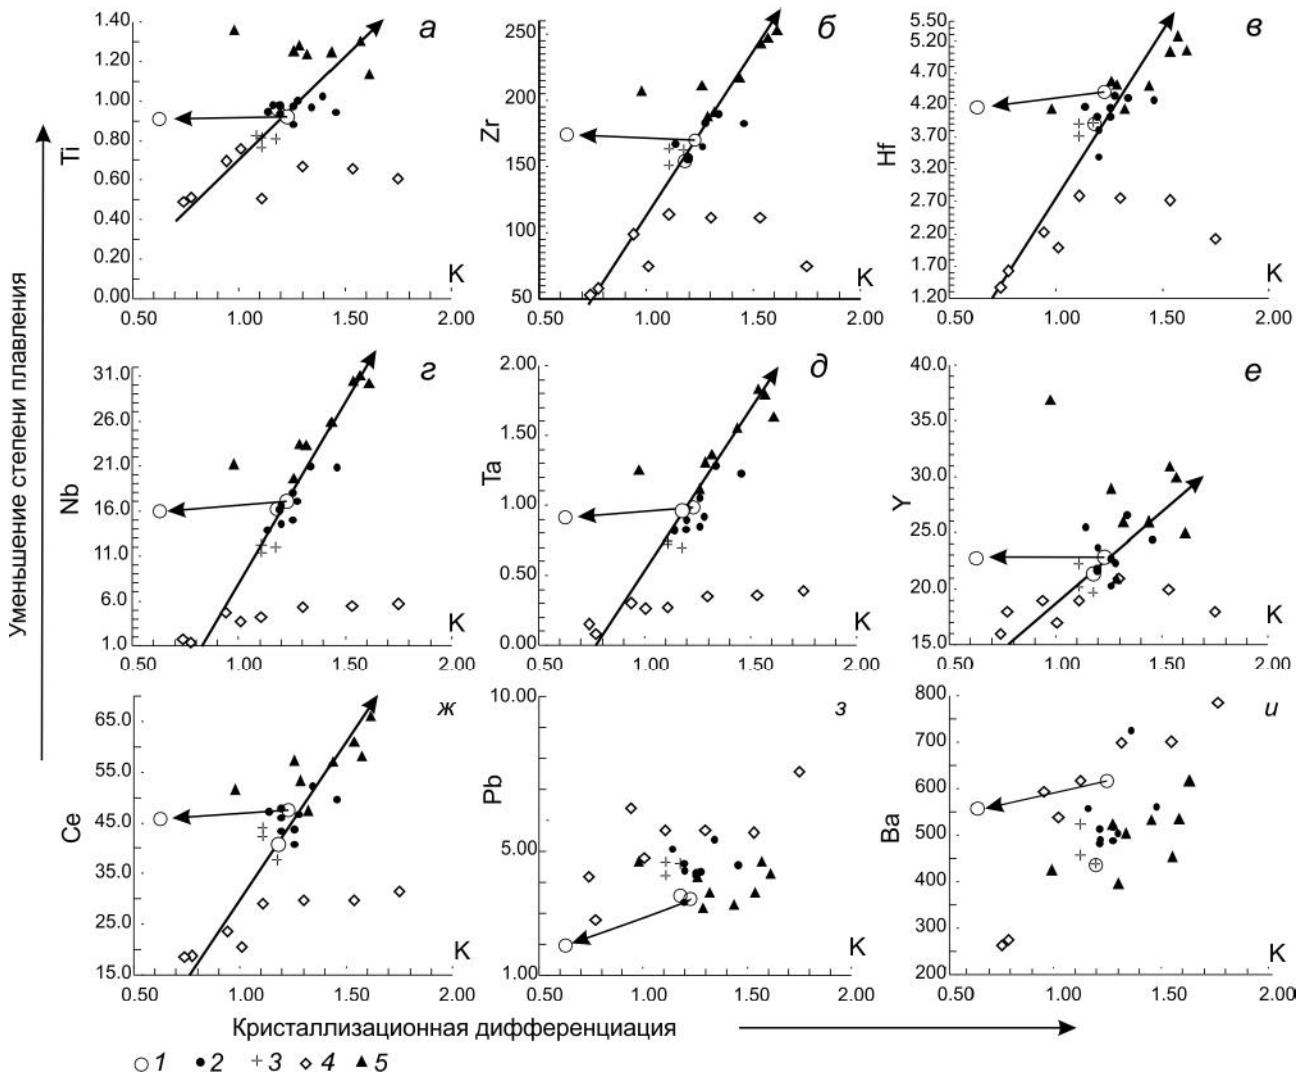 Уменьшение степени плавления
а
Ti
1.40
1.20
1.00
0.80
0.60
0.40
0.20
0.00
K
0.50 1.00 1.50 2.00
б
Zr
250
200
150
100
50
K
0.50 1.00 1.50 2.00
в
Hf
5.50
4.70
4.20
3.70
2.70
2.20
1.70
1.20
K
0.50 1.00 1.50 2.00
г
Nb
31.0
26.0
21.0
16.0
11.0
6.0
1.0
K
0.50 1.00 1.50 2.00
д
Ta
2.00
1.50
1.00
0.50
0.00
K
0.50 1.00 1.50 2.00
е
Y
40.0
35.0
30.0
25.0
20.0
15.0
K
0.50 1.00 1.50 2.00
ж
Ce
65.0
55.0
45.0
35.0
25.0
15.0
K
0.50 1.00 1.50 2.00
з
Pb
10.00
5.00
1.00
K
0.50 1.00 1.50 2.00
и
Ba
800
700
600
500
400
300
200
K
0.50 1.00 1.50 2.00
Кристаллизационная дифференциация
1 2 3 4 5